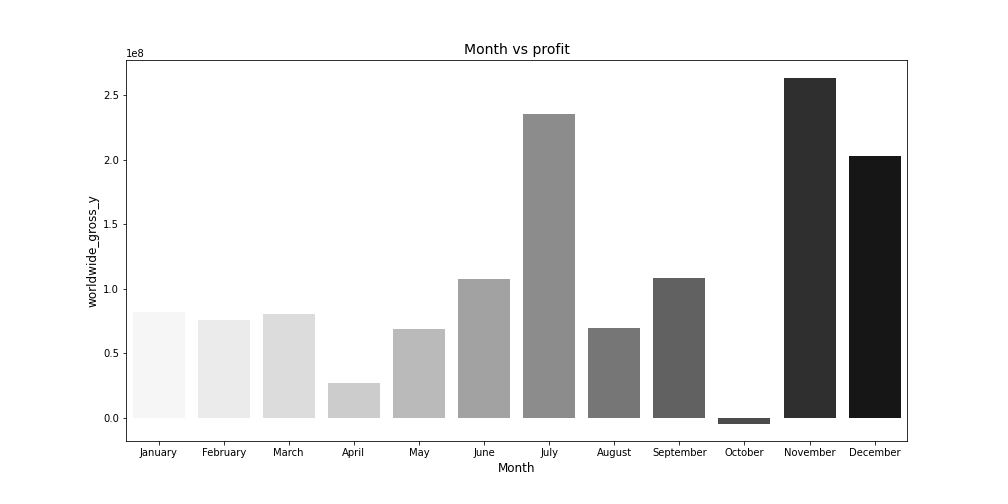 Month vs profit
1e8
2.5
2.0
1.5
1.0
0.5
0.0
worldwide_gross_y
January February March April May June July August September October November December
Month